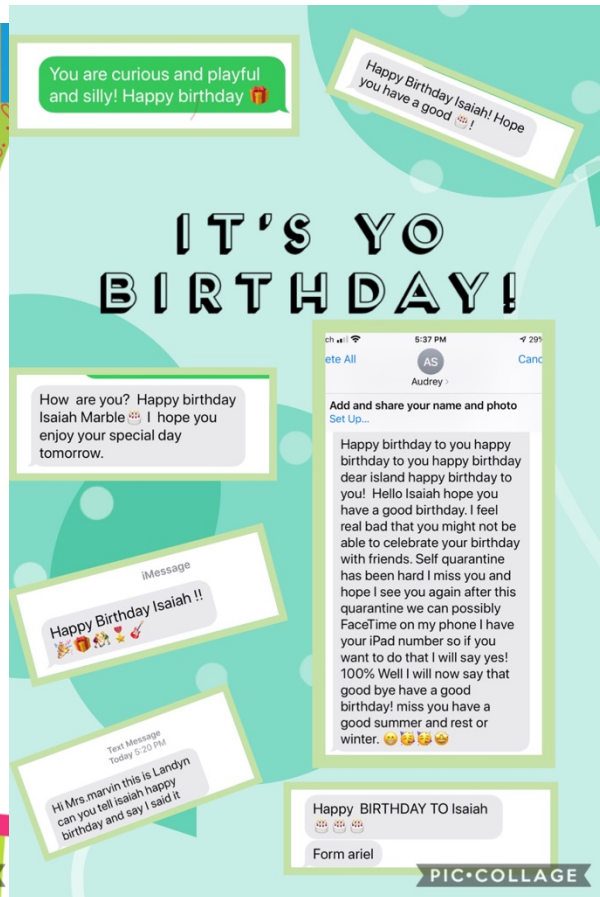 You are curious and playful
and silly! Happy birthday 🎁
Happy Birthday Isaiah! Hope
you have a good 🎂!
IT'S YO
BIRTHDAY!
How are you? Happy birthday
Isaiah Marble🎂 I hope you
enjoy your special day
tomorrow.
5:37 PM
29%
ete All
AS
Canc
Audrey >
Add and share your name and photo
Set Up...
Happy birthday to you happy
birthday to you happy birthday
dear island happy birthday to
you! Hello Isaiah hope you
have a good birthday. I feel
real bad that you might not be
able to celebrate your birthday
with friends. Self quarantine
has been hard I miss you and
hope I see you again after this
quarantine we can possibly
FaceTime on my phone I have
your iPad number so if you
want to do that I will say yes!
100% Well I will now say that
good bye have a good
birthday! miss you have a
good summer and rest or
winter. 😄🥳🥳🤩
iMessage
Happy Birthday Isaiah !!
Text Message
Today 5:20 PM
Hi Mrs.marvin this is Landyn
can you tell isaiah happy
birthday and say I said it
Happy BIRTHDAY TO Isaiah
🎂 🎂 🎂
Form ariel
PIC•COLLAGE